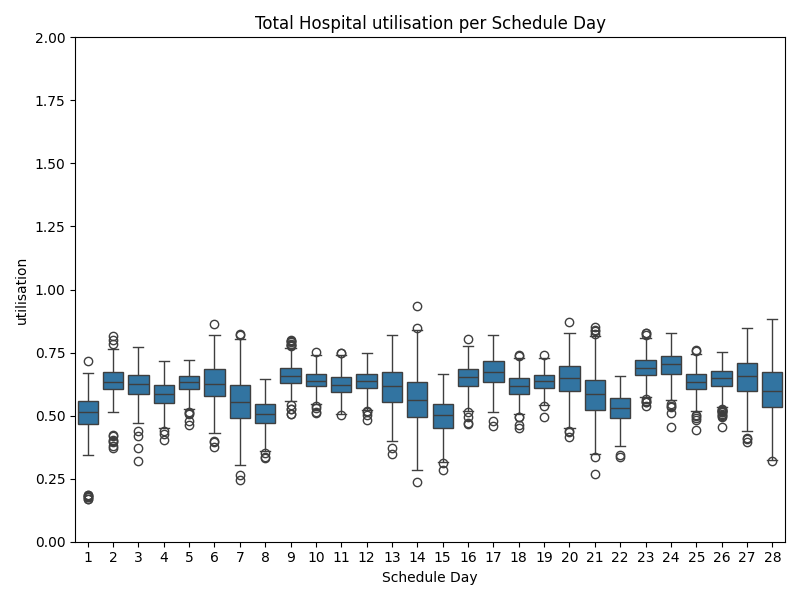 Total Hospital utilisation per Schedule Day
2.00
1.75
1.50
1.25
1.00
0.75
0.50
0.25
0.00
utilisation
1 2 3 4 5 6 7 8 9 10 11 12 13 14 15 16 17 18 19 20 21 22 23 24 25 26 27 28
Schedule Day